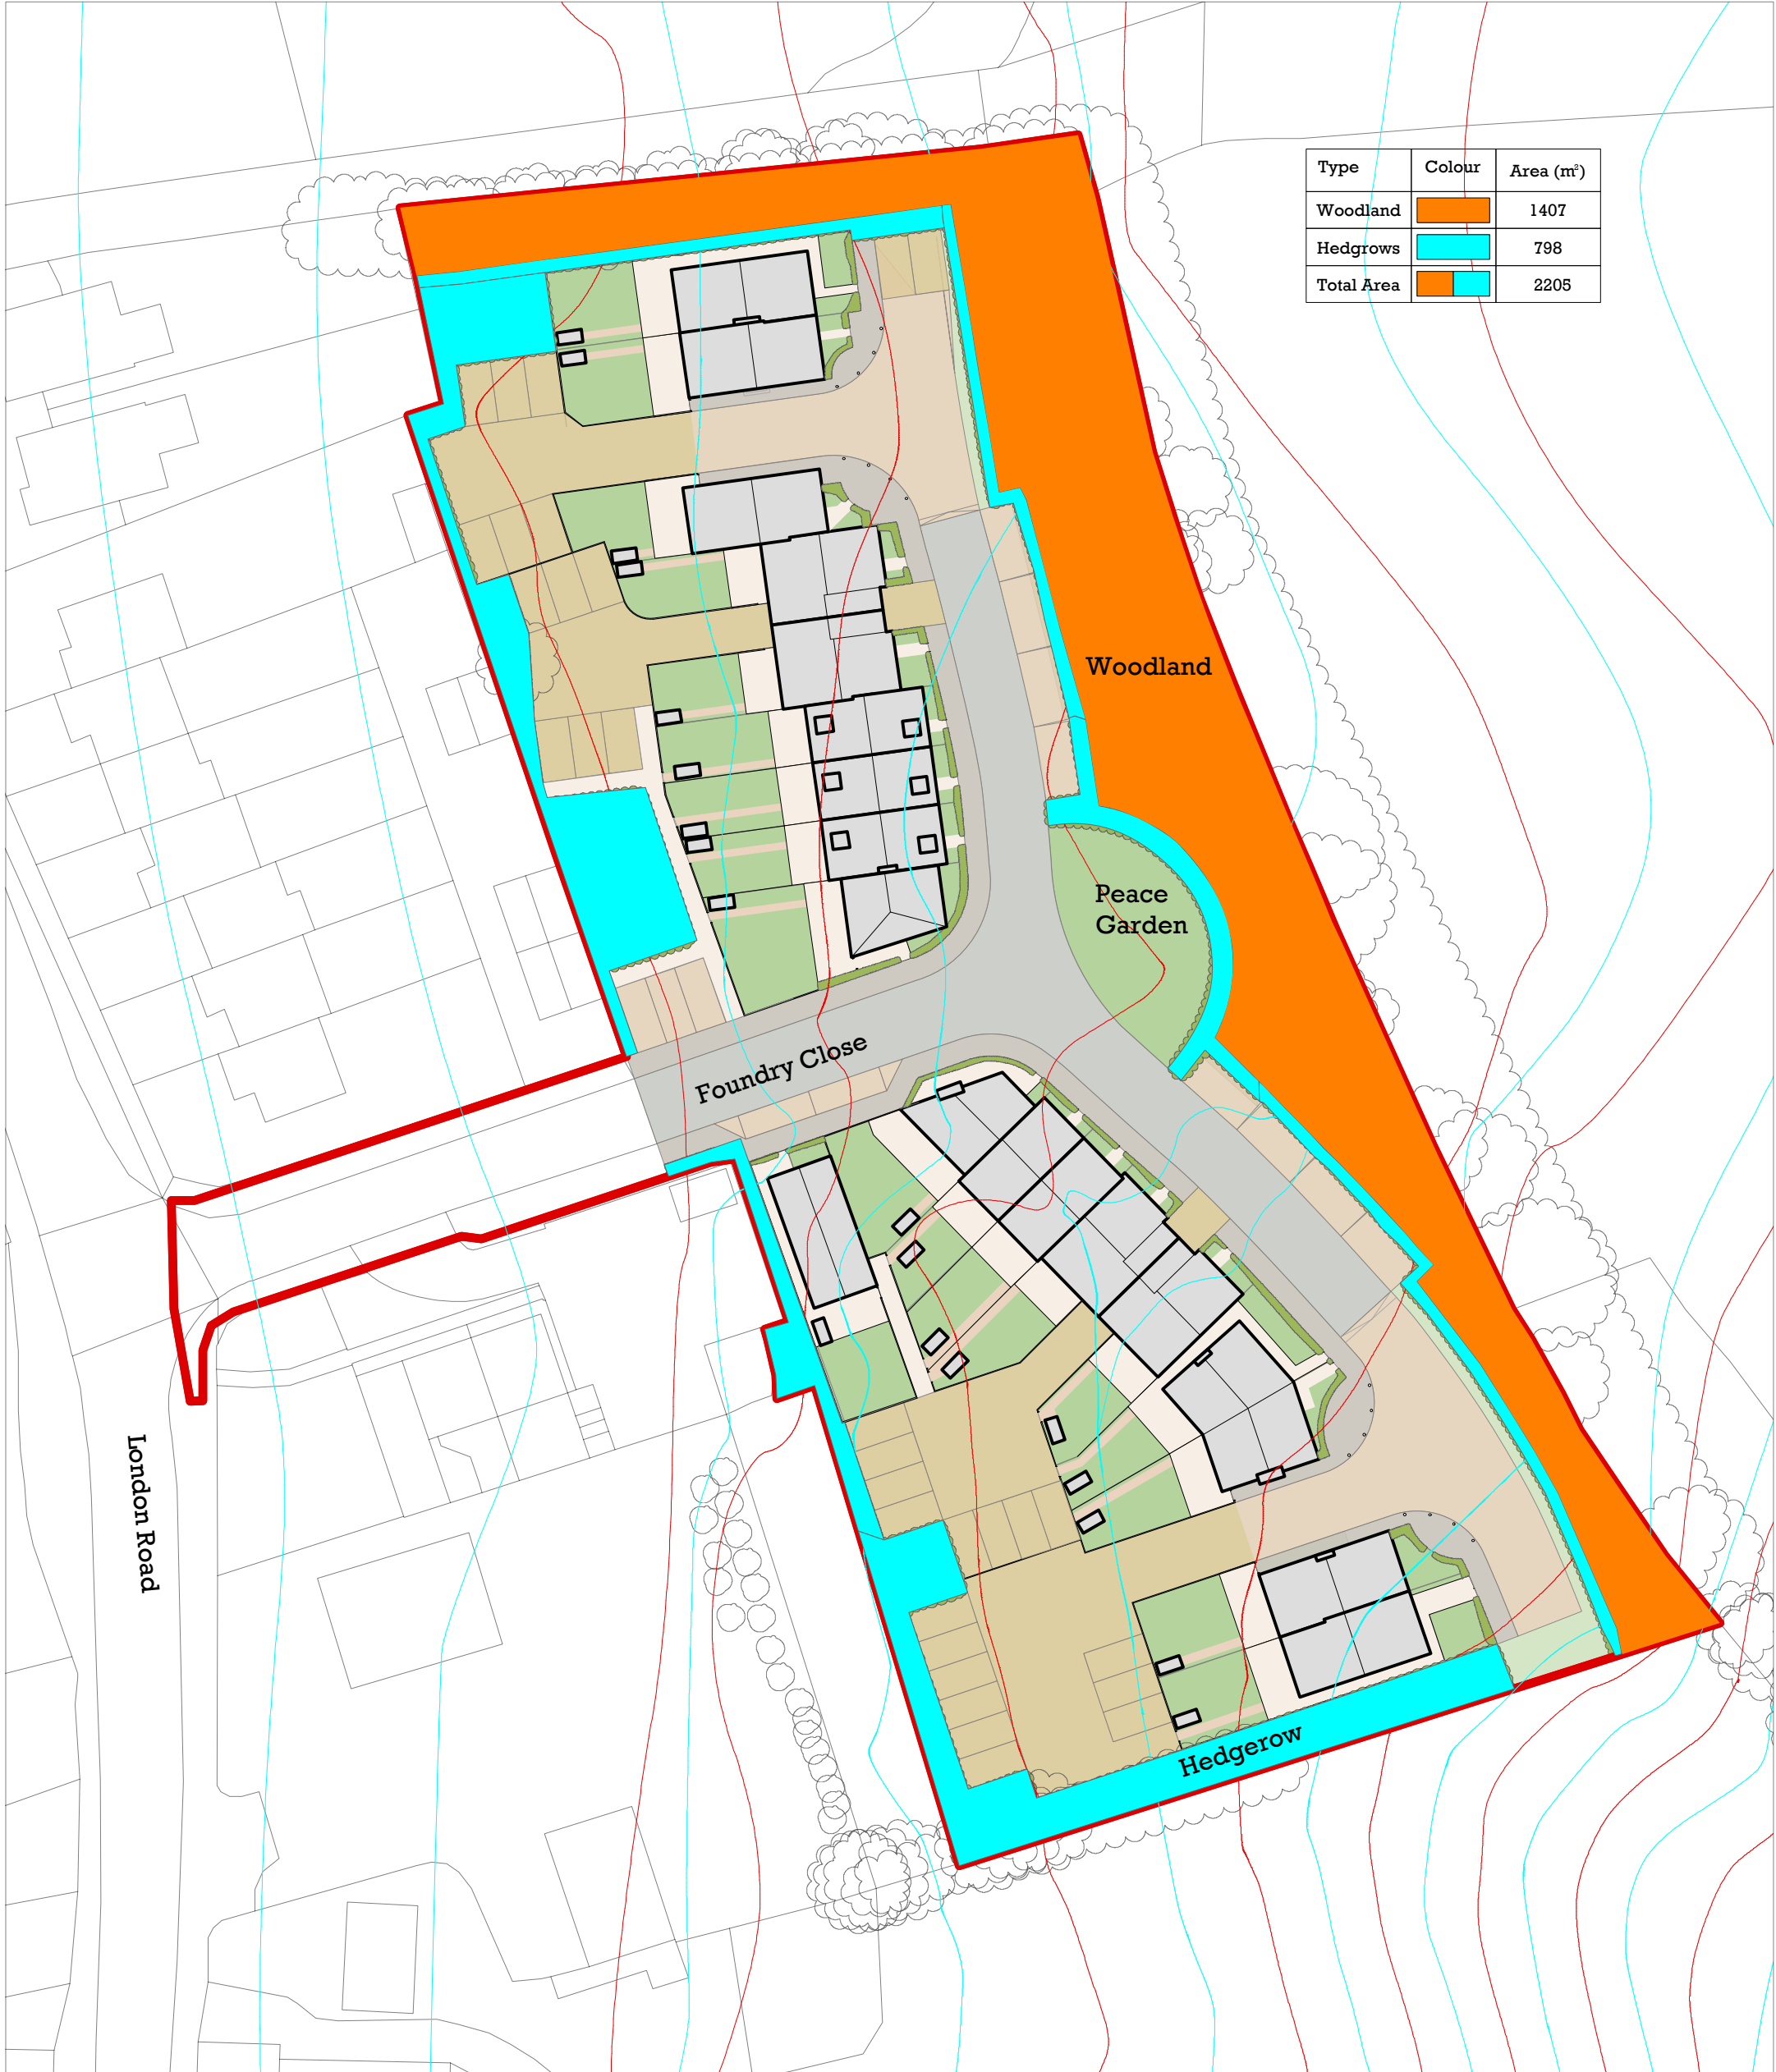 Type Colour Area (m²)
Woodland 1407
Hedgrows 798
Total Area 2205
Woodland
Peace
Garden
Foundry Close
London Road
Hedgerow